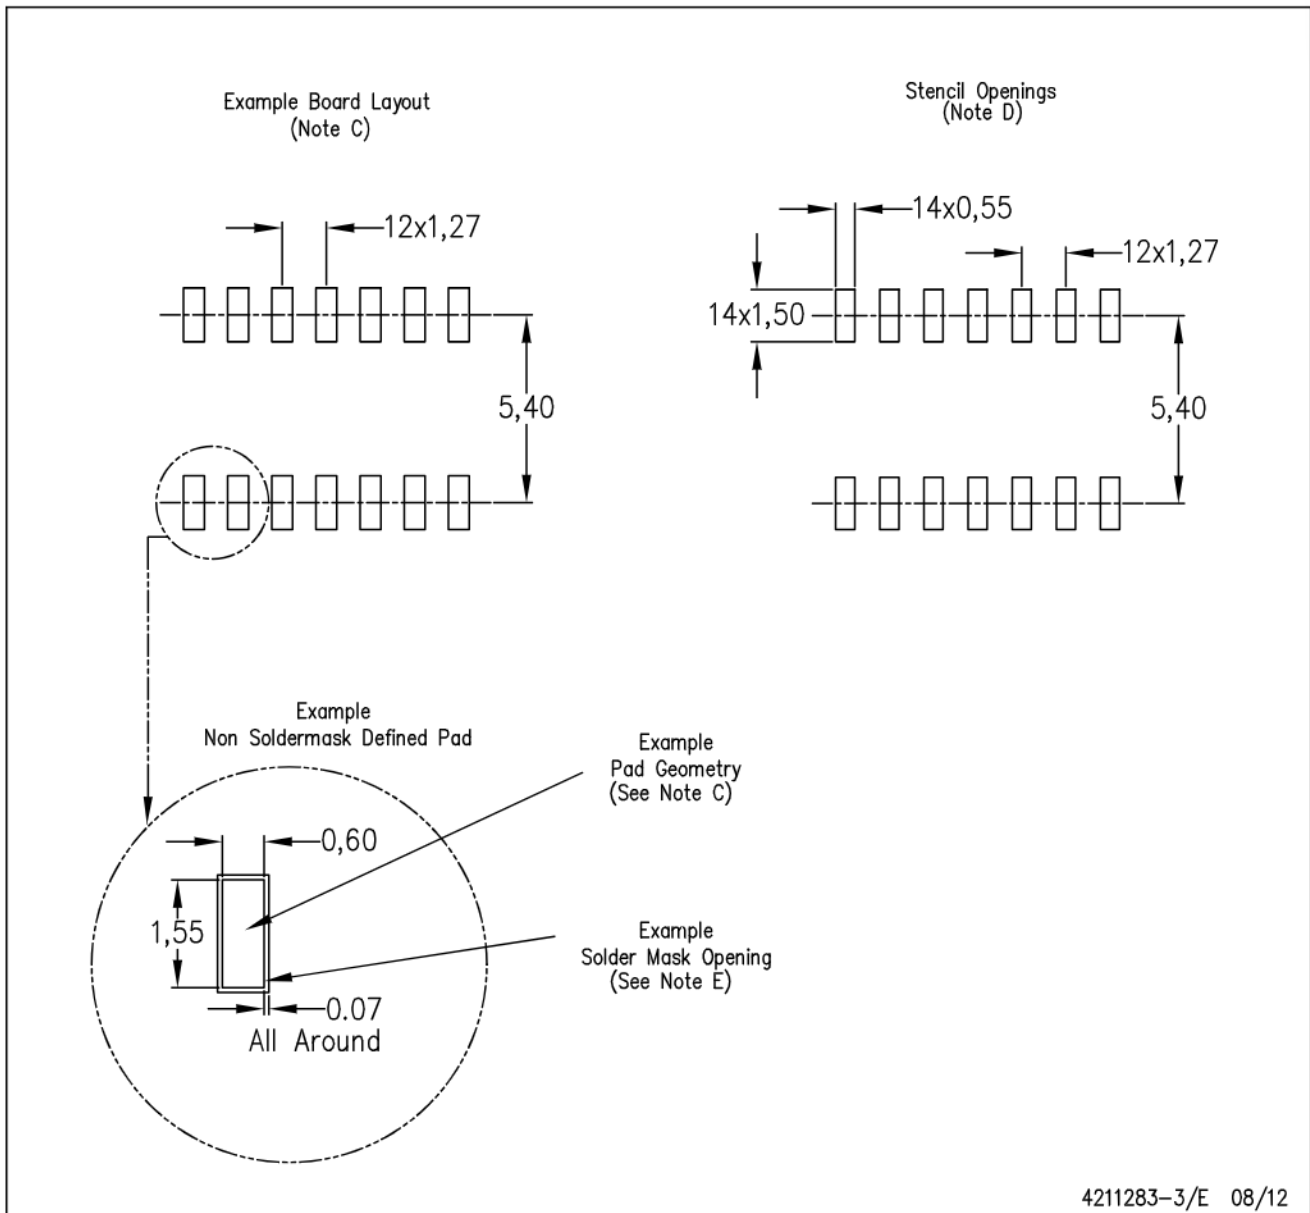 Example Board Layout
(Note C)
12x1,27
5,40
Stencil Openings
(Note D)
14x0,55
12x1,27
14x1,50
5,40
Example
Non Soldermask Defined Pad
0,60
1,55
0.07
All Around
Example
Pad Geometry
(See Note C)
Example
Solder Mask Opening
(See Note E)
4211283-3/E 08/12